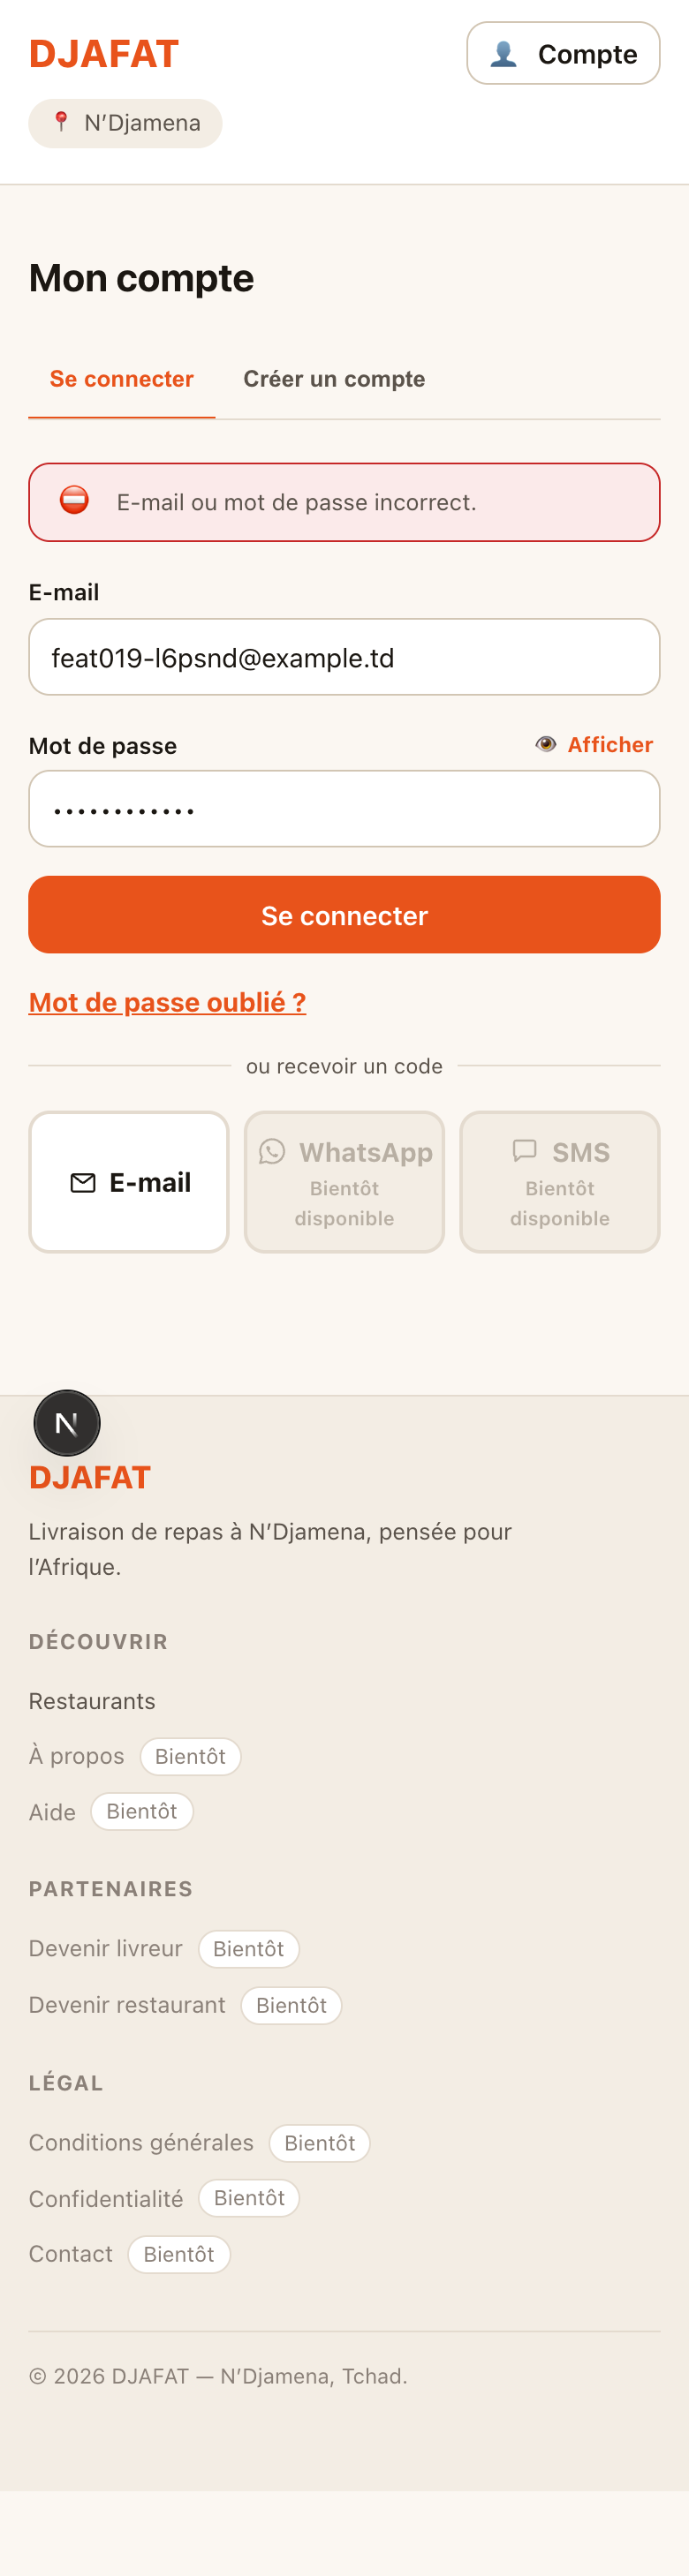 DJAFAT
Compte
N’Djamena
Mon compte
Se connecter
Créer un compte
E-mail ou mot de passe incorrect.
E-mail
feat019-l6psnd@example.td
Mot de passe
Afficher
••••••••••••
Se connecter
Mot de passe oublié ?
ou recevoir un code
E-mail
WhatsApp
Bientôt
disponible
SMS
Bientôt
disponible
N
DJAFAT
Livraison de repas à N’Djamena, pensée pour
l’Afrique.
DÉCOUVRIR
Restaurants
À propos Bientôt
Aide Bientôt
PARTENAIRES
Devenir livreur Bientôt
Devenir restaurant Bientôt
LÉGAL
Conditions générales Bientôt
Confidentialité Bientôt
Contact Bientôt
© 2026 DJAFAT — N’Djamena, Tchad.